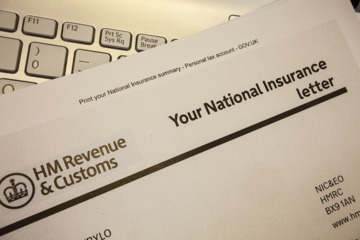 F11
F12
Prt Sc
Sys Rq
Pause
Break
Print your National Insurance summary - Personal tax account - GOV.UK
Your National Insurance
letter
HM Revenue
& Customs
NIC&EO
HMRC
BX9 1AN